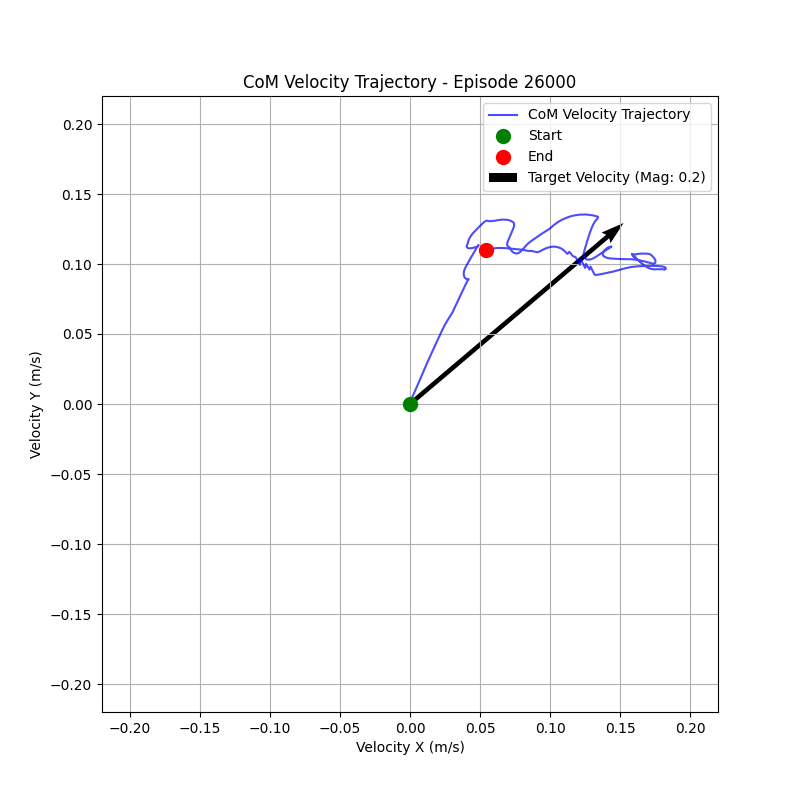 CoM Velocity Trajectory - Episode 26000
CoM Velocity Trajectory
Start
End
Target Velocity (Mag: 0.2)
0.20
0.15
0.10
0.05
0.00
−0.05
−0.10
−0.15
−0.20
Velocity Y (m/s)
−0.20 −0.15 −0.10 −0.05 0.00 0.05 0.10 0.15 0.20
Velocity X (m/s)